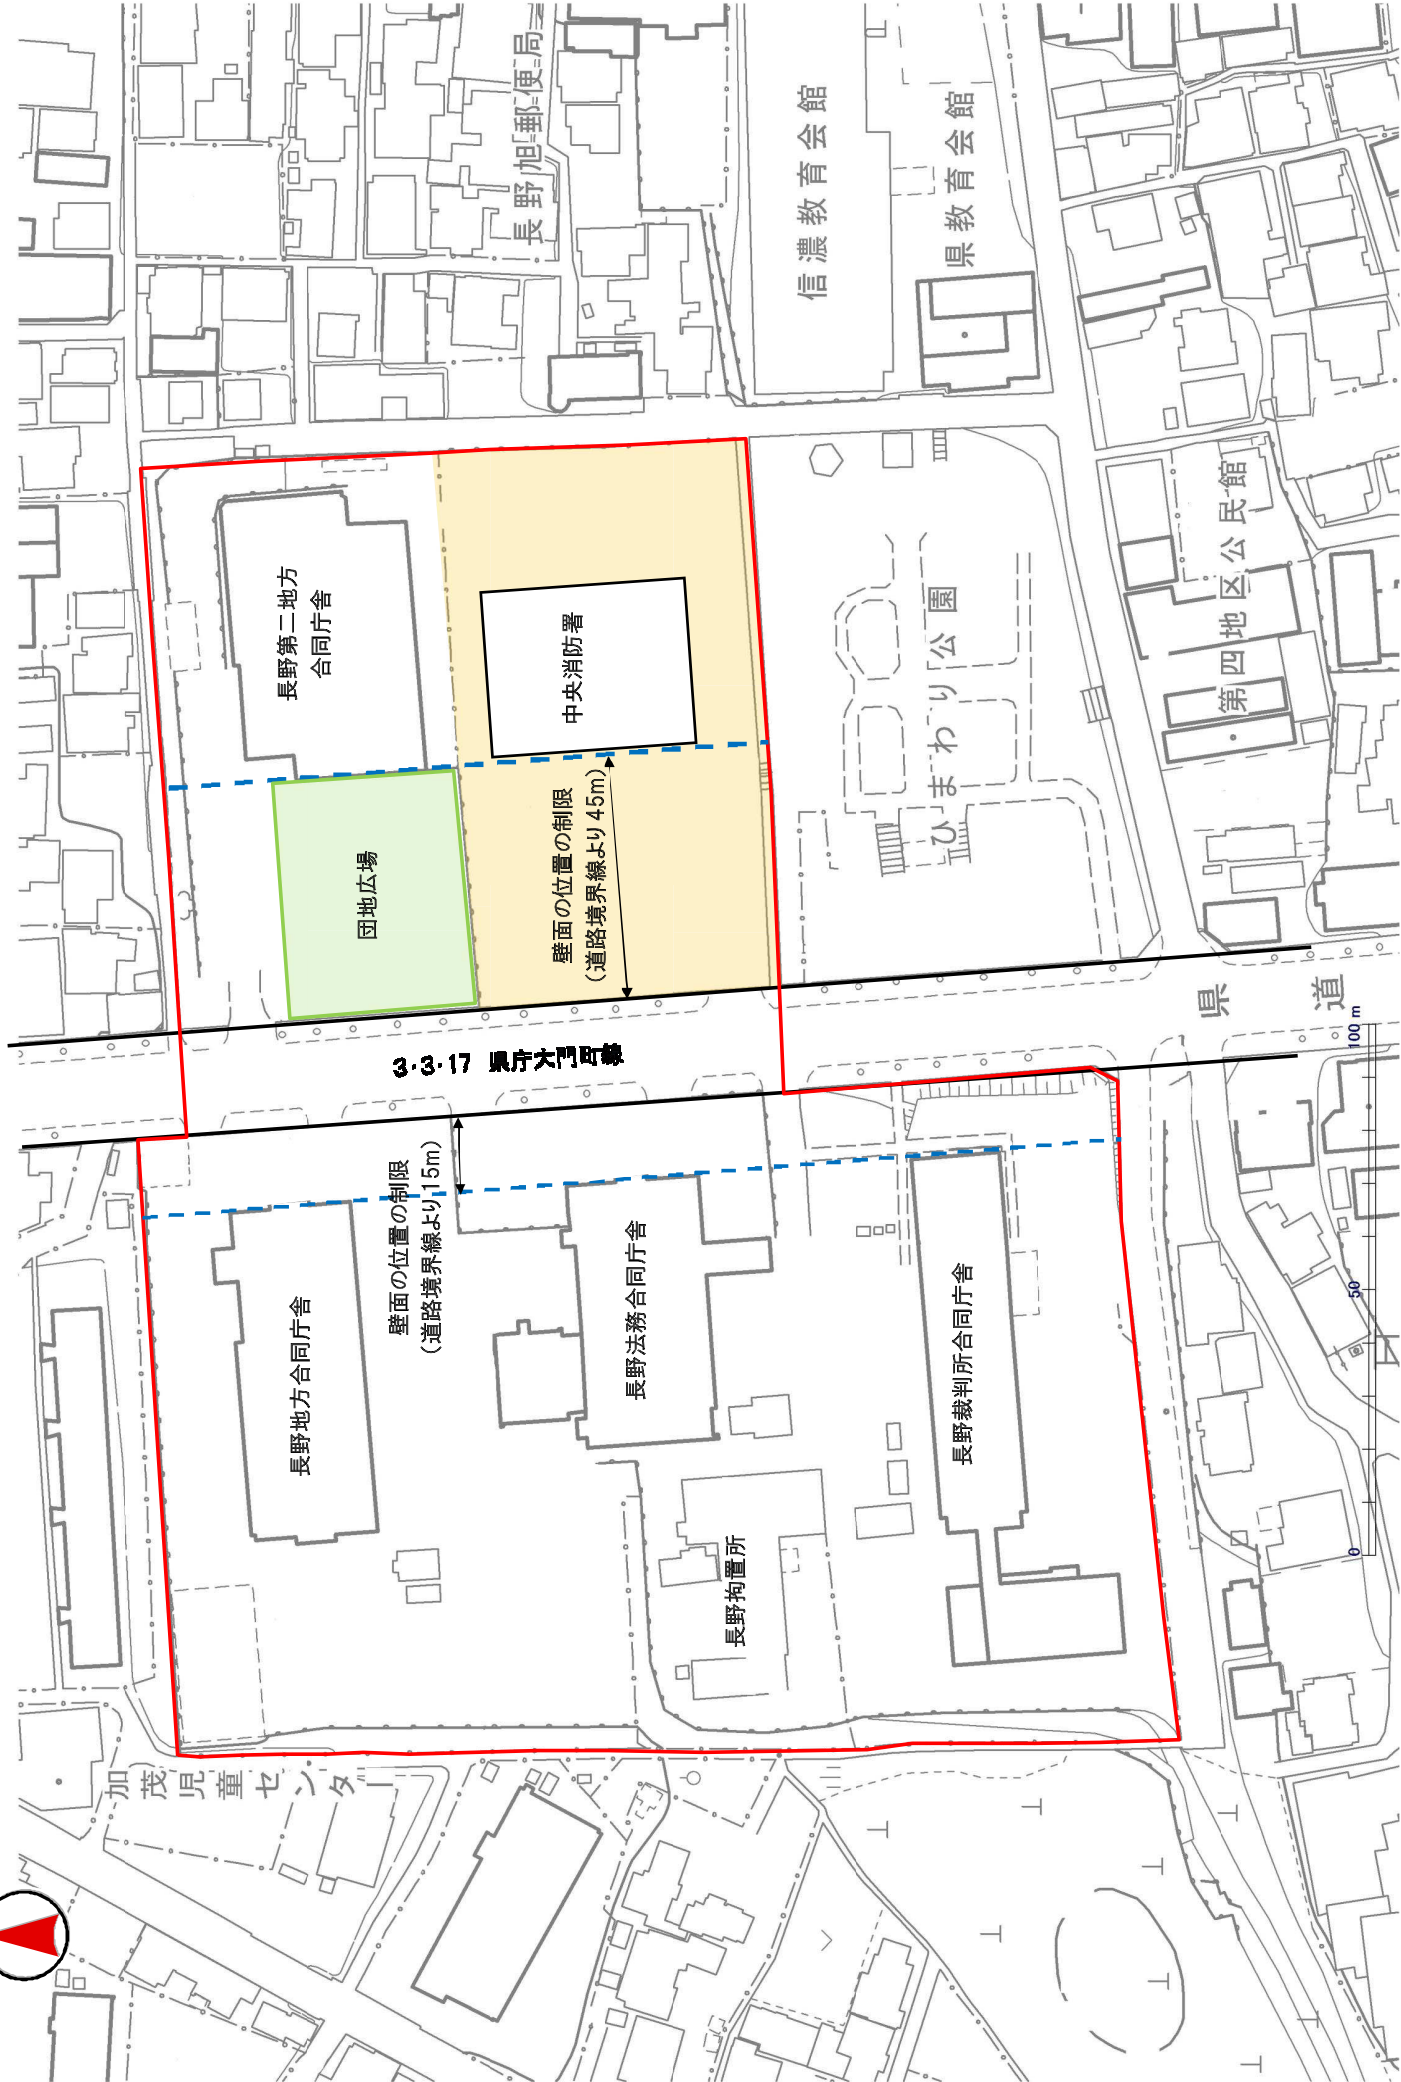 加茂児童センター
長野地方合同庁舎
壁面の位置の制限
(道路境界線より15m)
長野法務合同庁舎
長野拘置所
長野裁判所合同庁舎
3・3・17 県庁大門町線
団地広場
長野第二地方
合同庁舎
壁面の位置の制限
(道路境界線より45m)
中央消防署
長野旭郵便局
信濃教育会館
県教育会館
ひまわり公園
第四地区公民館
県道
0
50
100 m